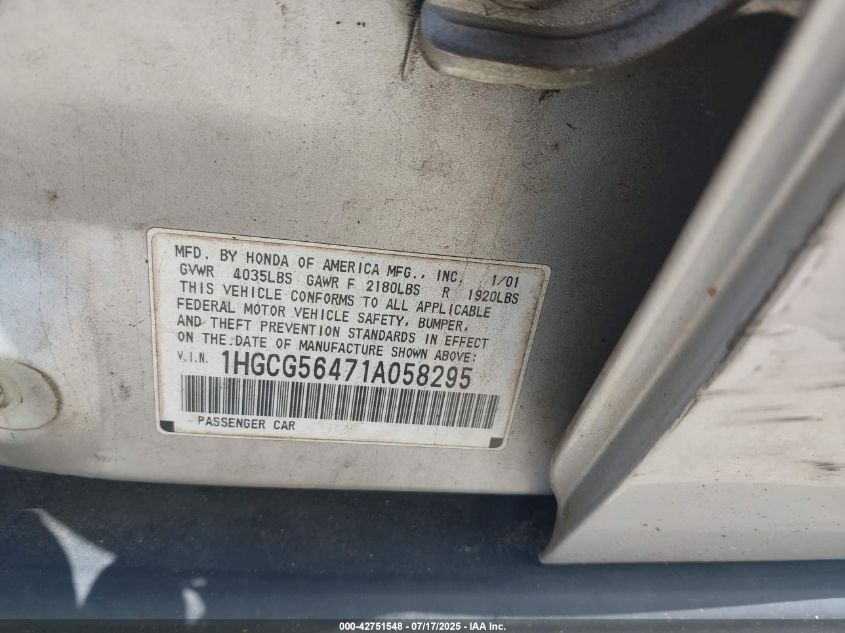 MFD. BY HONDA OF AMERICA MFG., INC. 1/01
GVWR 4035LBS GAWR F 2180LBS R 1920LBS
THIS VEHICLE CONFORMS TO ALL APPLICABLE
FEDERAL MOTOR VEHICLE SAFETY, BUMPER,
AND THEFT PREVENTION STANDARDS IN EFFECT
ON THE DATE OF MANUFACTURE SHOWN ABOVE:
V.I.N. 1HGCG56471A058295
PASSENGER CAR
000-42751548 - 07/17/2025 - IAA Inc.